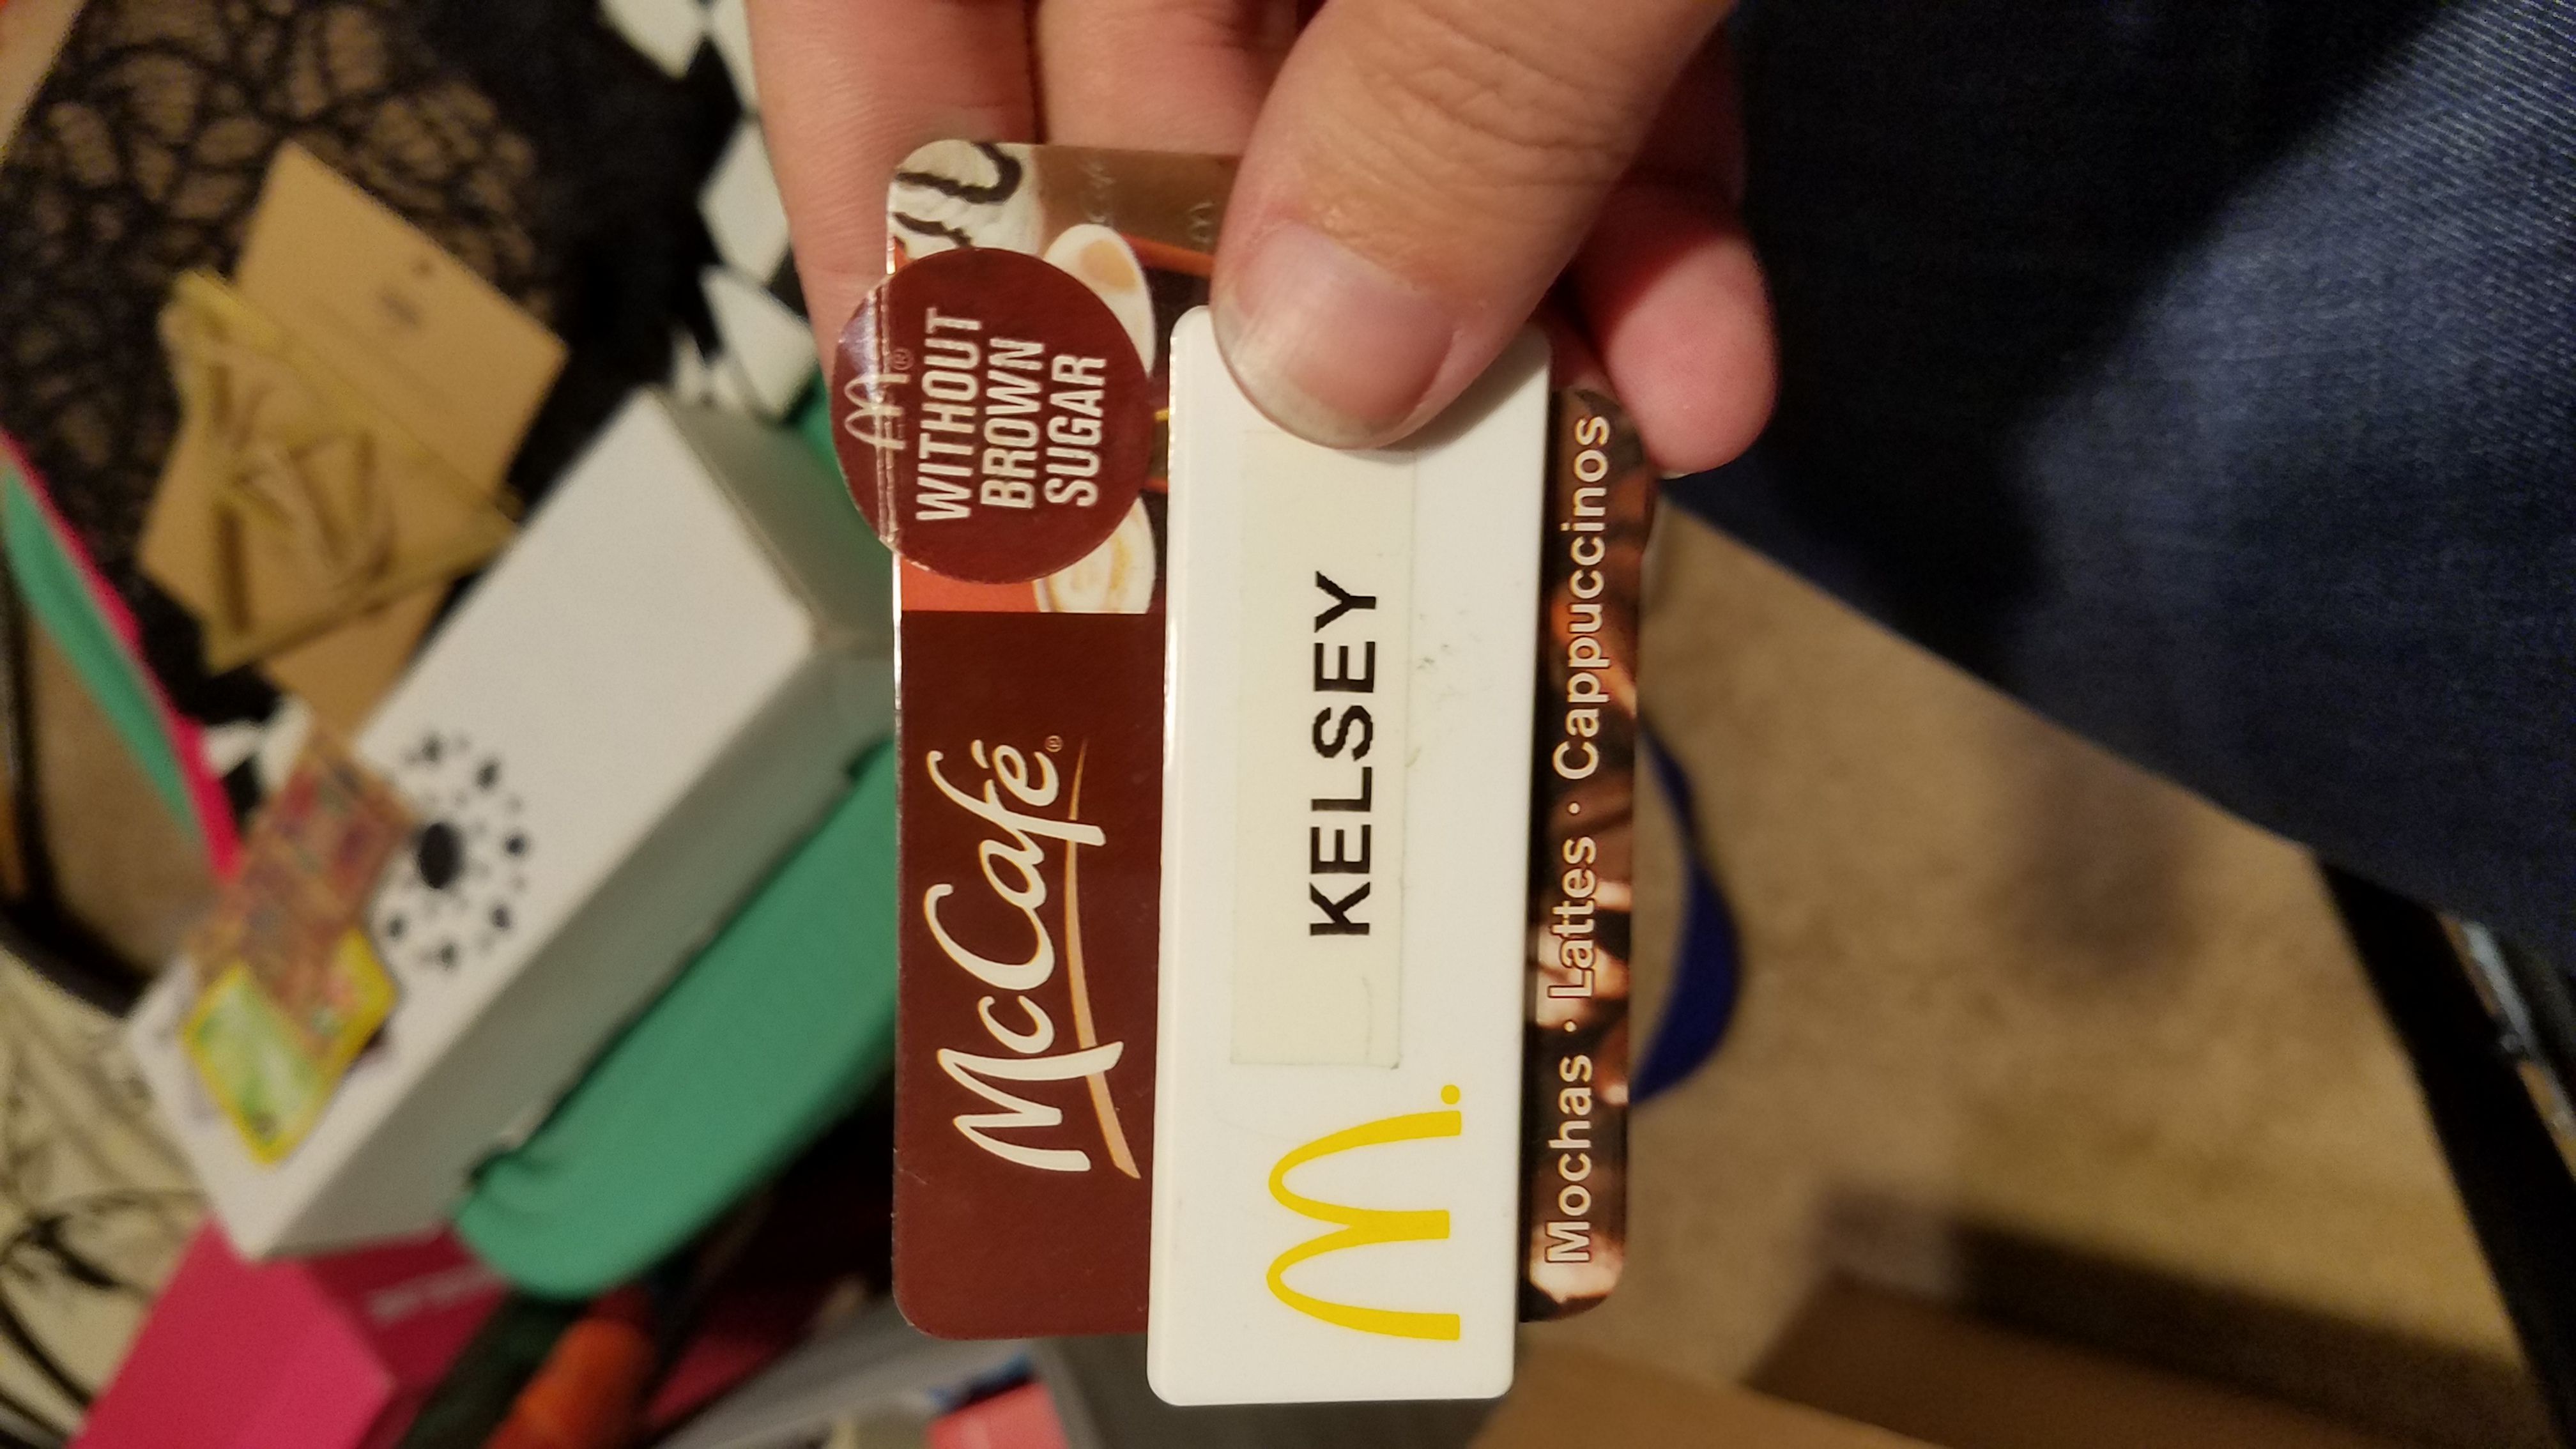 WITHOUT
BROWN
SUGAR
McCafé®
KELSEY
Mochas · Lattes · Cappuccinos